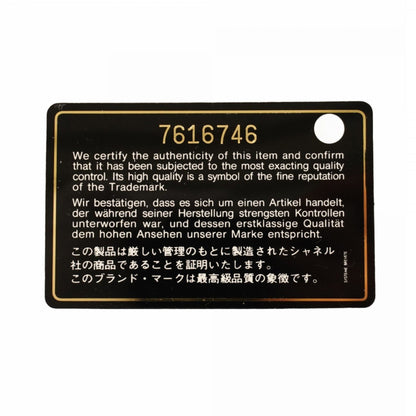 7616746
We certify the authenticity of this item and confirm
that it has been subjected to the most exacting quality
control. Its high quality is a symbol of the fine reputation
of the Trademark.
Wir bestätigen, dass es sich um einen Artikel handelt,
der während seiner Herstellung strengsten Kontrollen
unterworfen war, und dessen erstklassige Qualität
dem hohen Ansehen unserer Marke entspricht.
この製品は厳しい管理のもとに製造されたシャネル
社の商品であることを証明いたします。
このブランド・マークは最高級品質の象徴です。